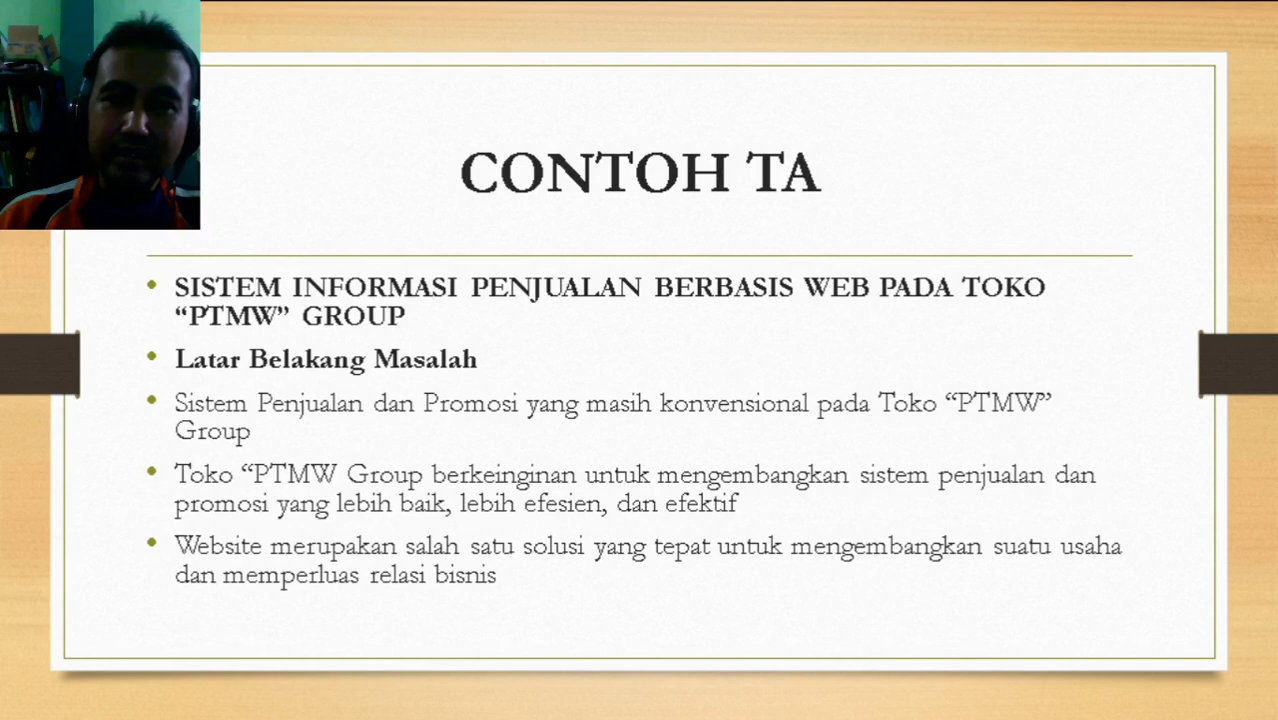 CONTOH TA
• SISTEM INFORMASI PENJUALAN BERBASIS WEB PADA TOKO
“PTMW” GROUP
• Latar Belakang Masalah
• Sistem Penjualan dan Promosi yang masih konvensional pada Toko “PTMW”
Group
• Toko “PTMW Group berkeinginan untuk mengembangkan sistem penjualan dan
promosi yang lebih baik, lebih efesien, dan efektif
• Website merupakan salah satu solusi yang tepat untuk mengembangkan suatu usaha
dan memperluas relasi bisnis